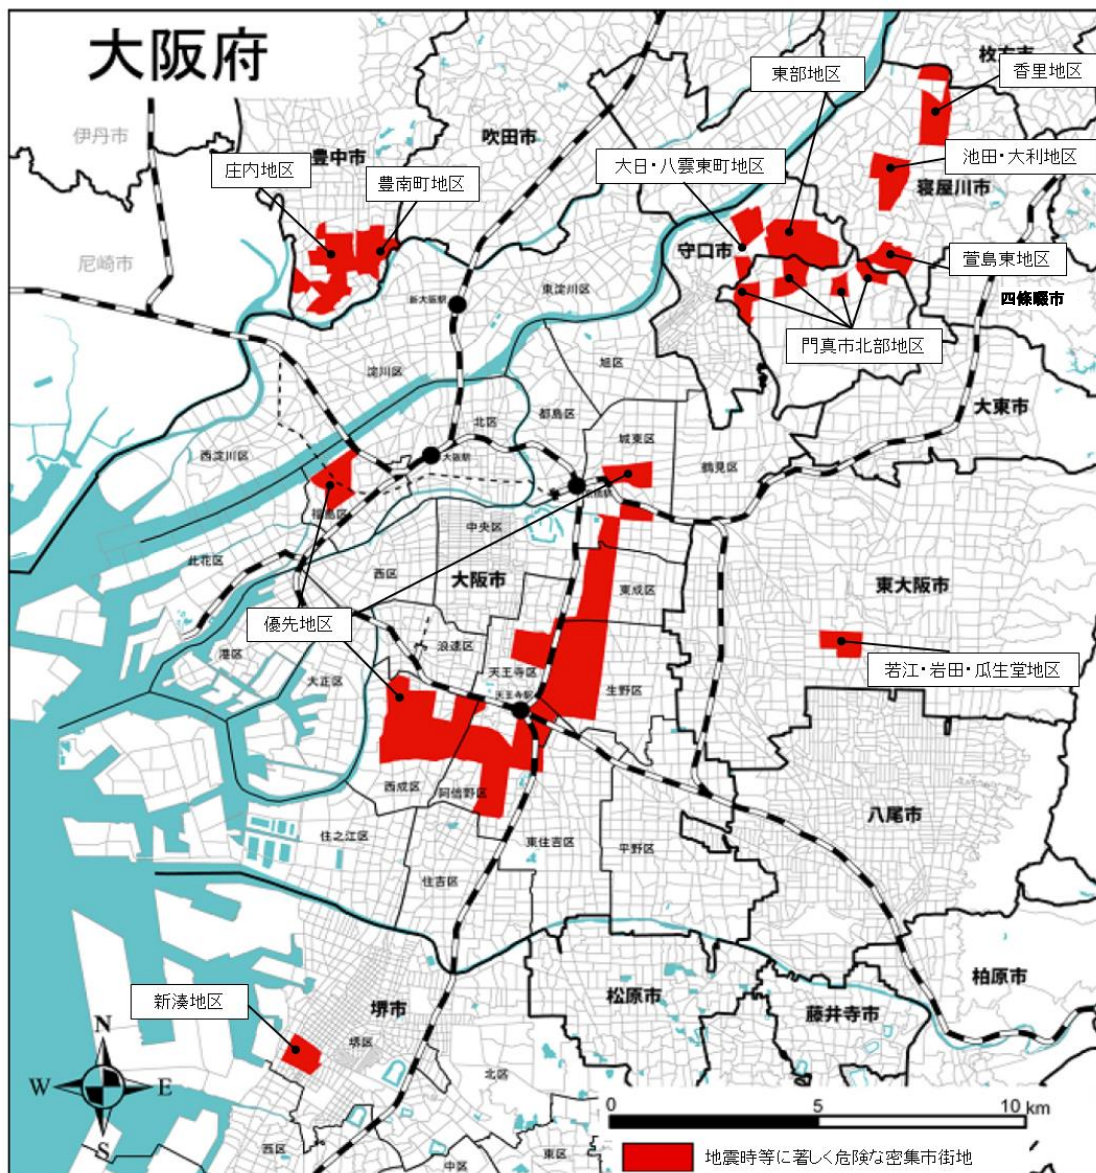 大阪府
枚方市
香里地区
東部地区
伊丹市
吹田市
豊中市
池田・大利地区
大日・八雲東町地区
庄内地区
豊南町地区
寝屋川市
守口市
尼崎市
萱島東地区
東淀川区
新大阪駅
四條畷市
門真市北部地区
淀川区
旭区
都島区
北区
大東市
城東区
西淀川区
大阪駅
鶴見区
福島区
中央区
此花区
西区
大阪市
東大阪市
東成区
優先地区
浪速区
港区
天王寺区
若江・岩田・瓜生堂地区
大正区
生野区
天王寺駅
西成区
阿倍野区
八尾市
住之江区
東住吉区
平野区
住吉区
柏原市
新湊地区
松原市
堺市
藤井寺市
N
堺区
W
E
北区
S
0 5 10 km
西区
中区
東区
地震時等に著しく危険な密集市街地